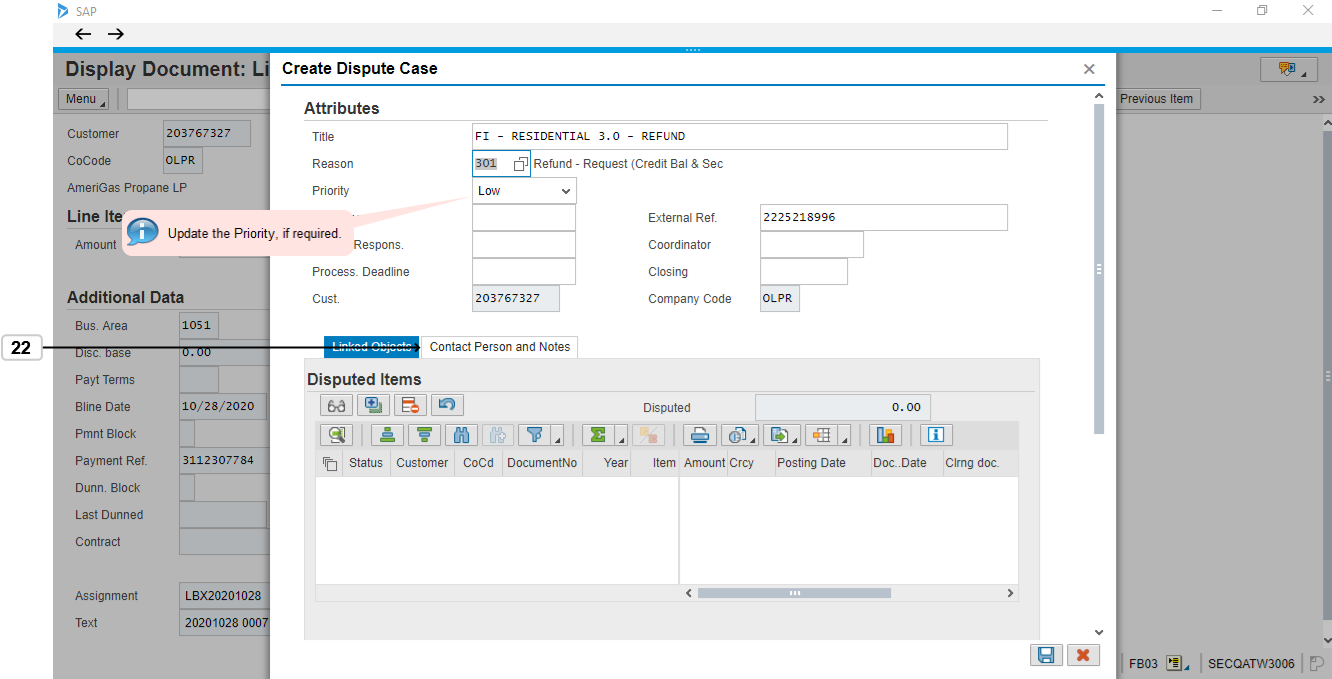 SAP
Display Document: Li
Create Dispute Case
Menu
Previous Item
Attributes
Customer 203767327
Title FI - RESIDENTIAL 3.0 - REFUND
CoCode OLPR
Reason 301 Refund - Request (Credit Bal & Sec
AmeriGas Propane LP
Priority Low
Line Ite
External Ref. 2225218996
Update the Priority, if required.
Amount
Respons.
Coordinator
Process. Deadline
Closing
Additional Data
Cust. 203767327
Company Code OLPR
Bus. Area 1051
22
Linked Objects
Contact Person and Notes
Disc. base 0.00
Payt Terms
Disputed Items
Bline Date 10/28/2020
Disputed 0.00
Pmnt Block
Payment Ref. 3112307784
Status Customer CoCd DocumentNo Year Item Amount Crcy Posting Date Doc..Date Clrng doc.
Dunn. Block
Last Dunned
Contract
Assignment LBX20201028
Text 20201028 0007
FB03
SECQATW3006